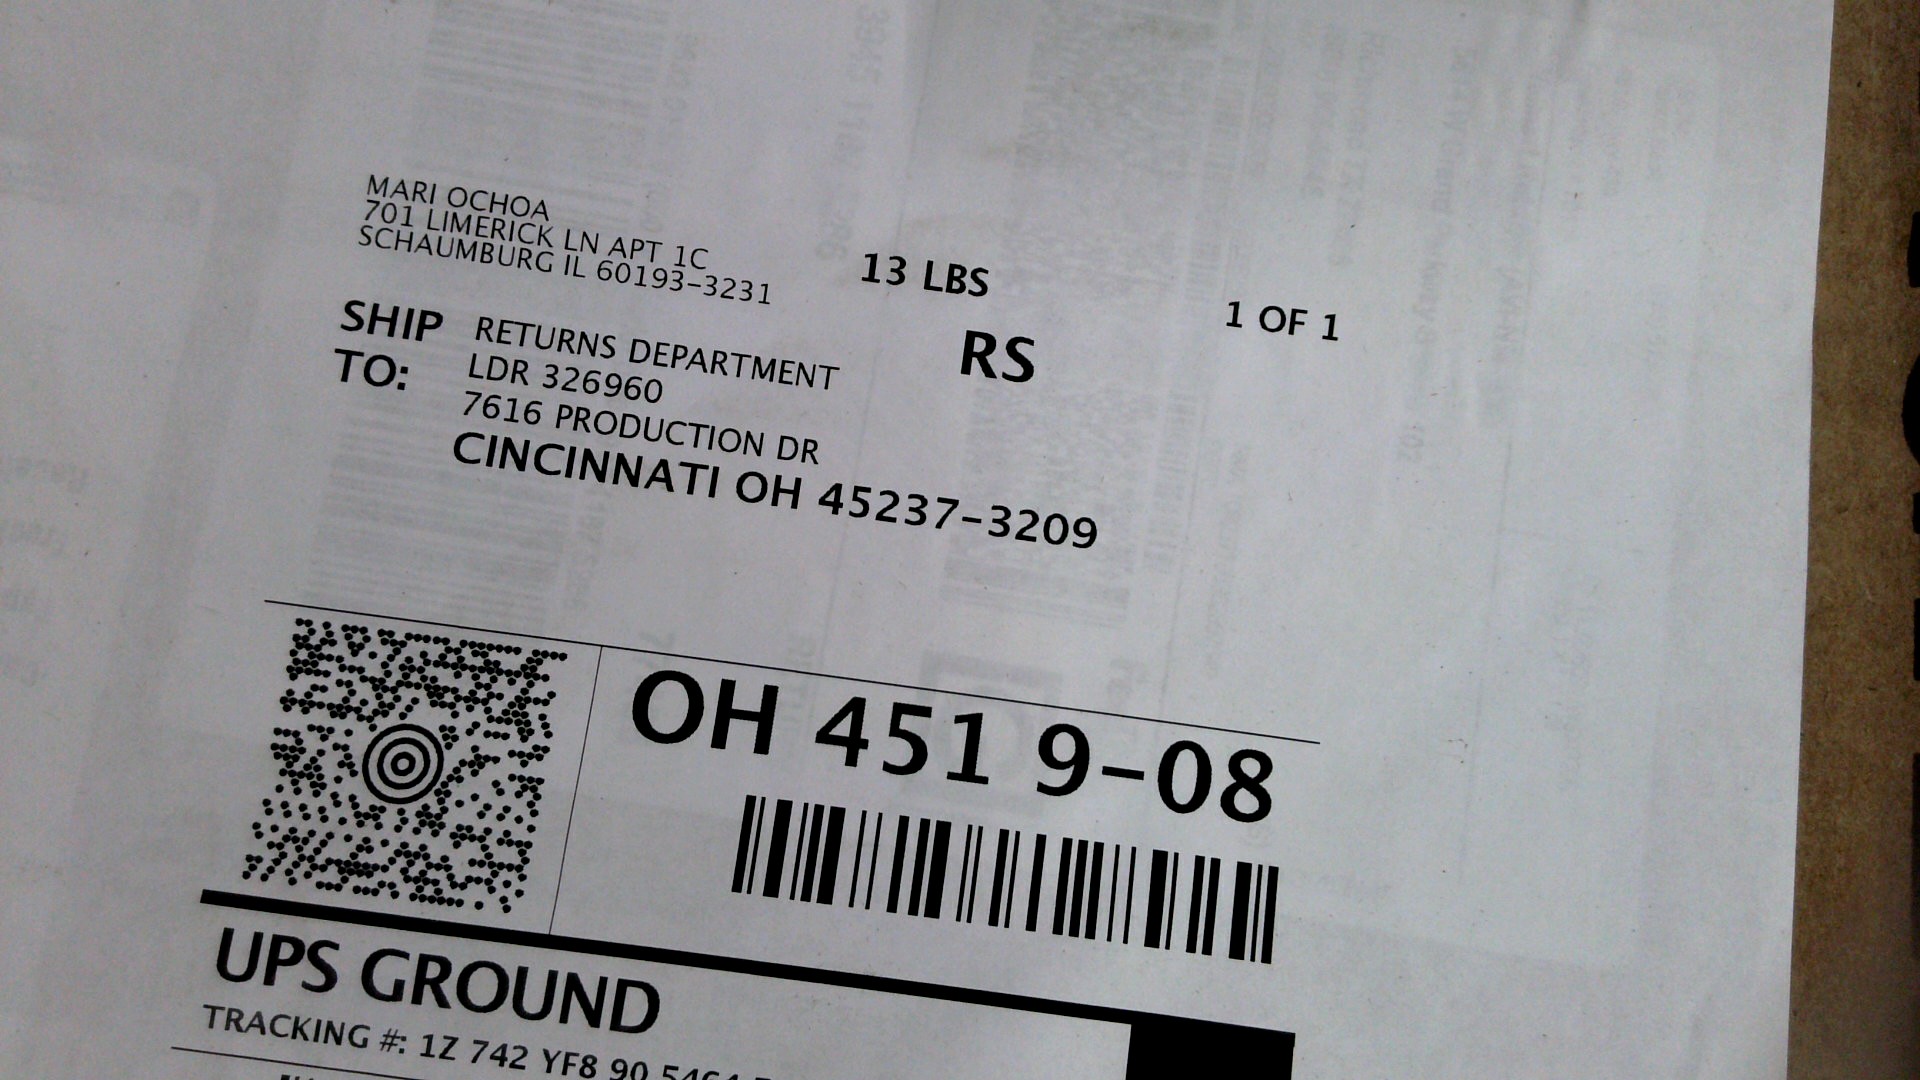 MARI OCHOA
701 LIMERICK LN APT 1C
SCHAUMBURG IL 60193-3231
13 LBS
1 OF 1
RS
SHIP TO:
RETURNS DEPARTMENT
LDR 326960
7616 PRODUCTION DR
CINCINNATI OH 45237-3209
OH 451 9-08
UPS GROUND
TRACKING #: 1Z 742 YF8 90 5464